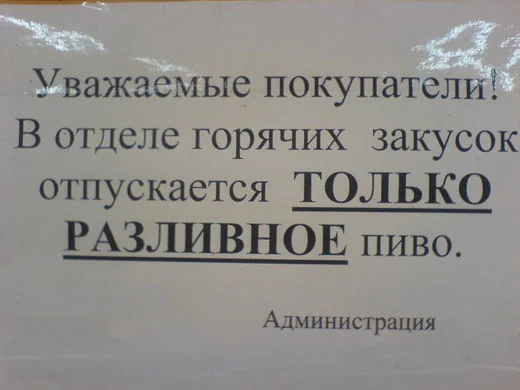 Уважаемые покупатели!
В отделе горячих закусок
отпускается ТОЛЬКО
РАЗЛИВНОЕ пиво.
Администрация